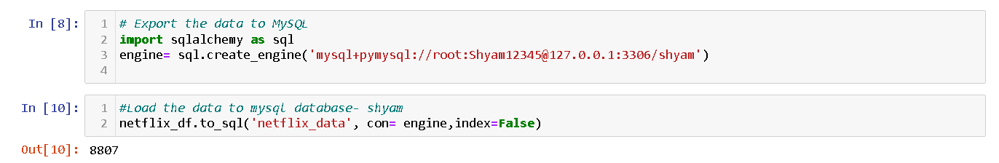 In [8]:
1 # Export the data to MySQL
2 import sqlalchemy as sql
3 engine= sql.create_engine('mysql+pymysql://root:Shyam12345@127.0.0.1:3306/shyam')
4
In [10]:
1 #Load the data to mysql database- shyam
2 netflix_df.to_sql('netflix_data', con= engine,index=False)
Out[10]: 8807